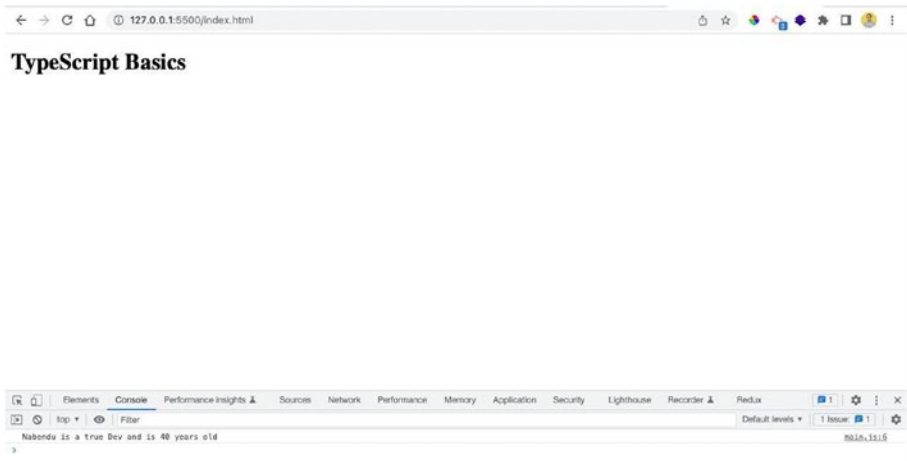 127.0.0.1:5500/index.html
TypeScript Basics
Elements Console Performance insights Sources Network Performance Memory Application Security Lighthouse Recorder Redux 1
top Filter Default levels 1 Issue: 1
Nabendu is a true Dev and is 40 years old main.js:6